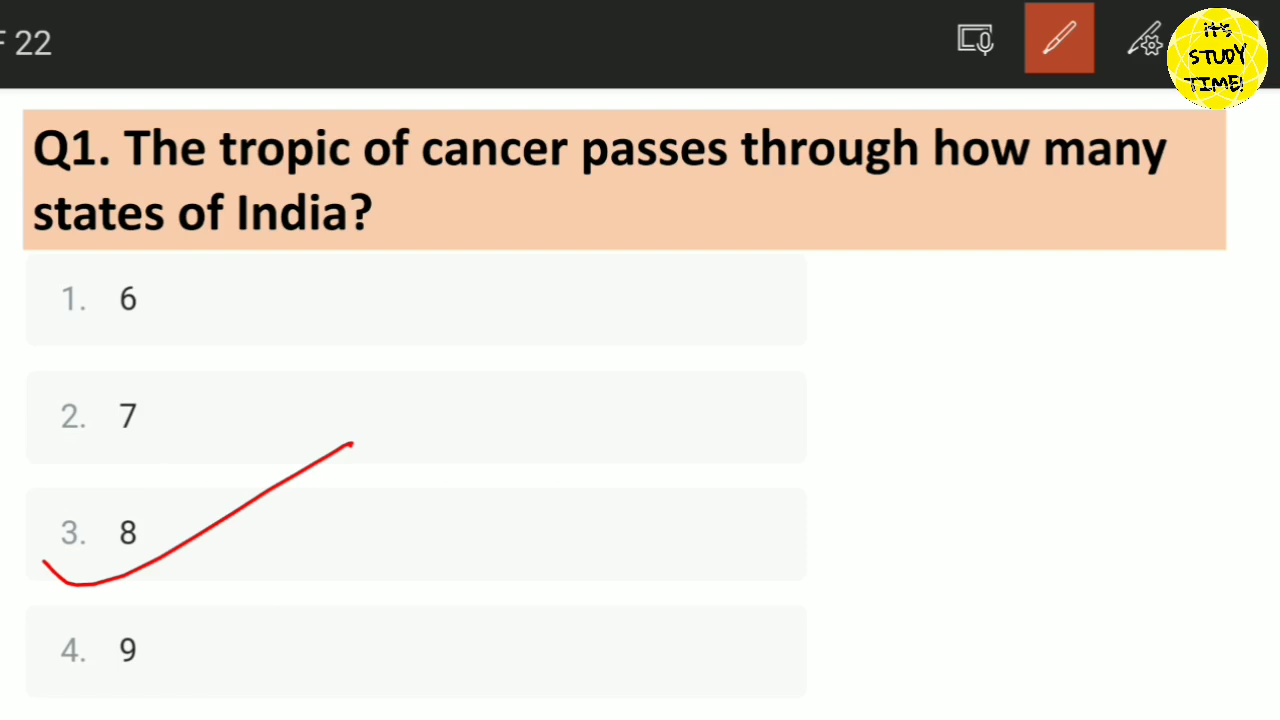 F 22
IT'S
STUDY
TIME!
Q1. The tropic of cancer passes through how many
states of India?
1. 6
2. 7
3. 8
4. 9